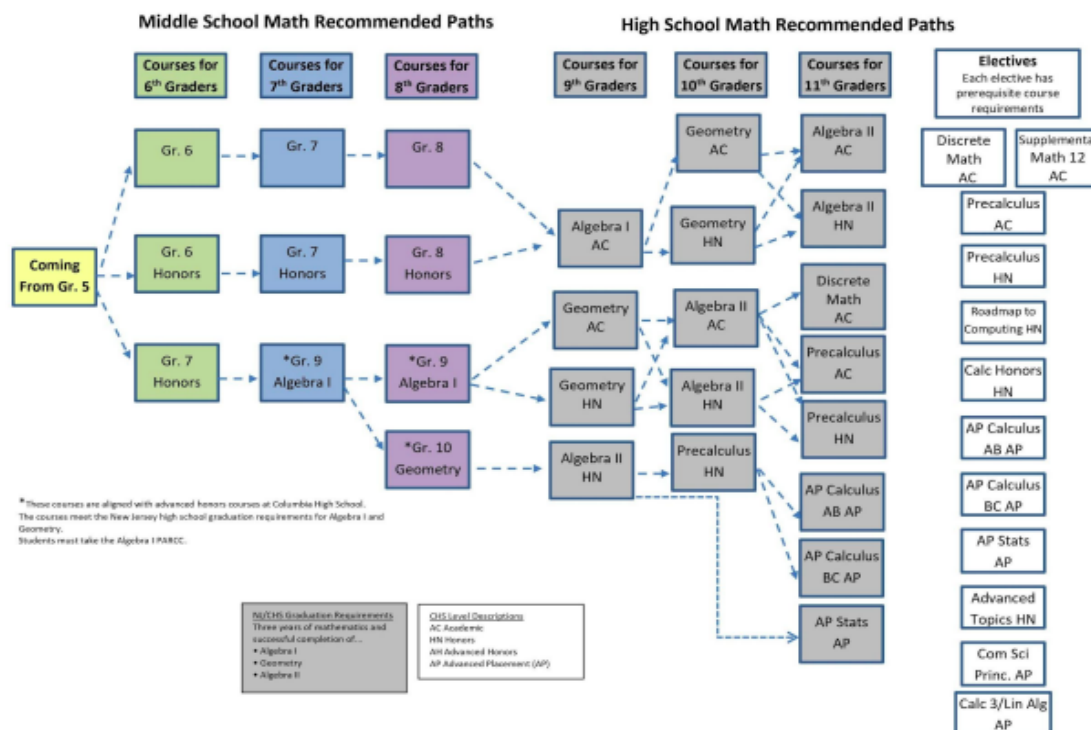 Middle School Math Recommended Paths
High School Math Recommended Paths
Courses for
6th Graders
Courses for
7th Graders
Courses for
8th Graders
Courses for
9th Graders
Courses for
10th Graders
Courses for
11th Graders
Electives
Each elective has
prerequisite course
requirements
Coming
From Gr. 5
Gr. 6
Gr. 7
Gr. 8
Gr. 6
Honors
Gr. 7
Honors
Gr. 8
Honors
Gr. 7
Honors
*Gr. 9
Algebra I
*Gr. 9
Algebra I
*Gr. 10
Geometry
Algebra I
AC
Geometry
AC
Geometry
HN
Algebra II
HN
Geometry
AC
Geometry
HN
Algebra II
AC
Algebra II
HN
Precalculus
HN
Algebra II
AC
Algebra II
HN
Discrete
Math
AC
Precalculus
AC
Precalculus
HN
AP Calculus
AB AP
AP Calculus
BC AP
AP Stats
AP
Discrete
Math
AC
Supplementa
Math 12
AC
Precalculus
AC
Precalculus
HN
Roadmap to
Computing HN
Calc Honors
HN
AP Calculus
AB AP
AP Calculus
BC AP
AP Stats
AP
Advanced
Topics HN
Com Sci
Princ. AP
Calc 3/Lin Alg
AP
*These courses are aligned with advanced honors courses at Columbia High School.
The courses meet the New Jersey high school graduation requirements for Algebra I and
Geometry.
Students must take the Algebra I PARCC.
NJ/CHS Graduation Requirements
Three years of mathematics and
successful completion of...
• Algebra I
• Geometry
• Algebra II
CHS Level Descriptions
AC Academic
HN Honors
AH Advanced Honors
AP Advanced Placement (AP)